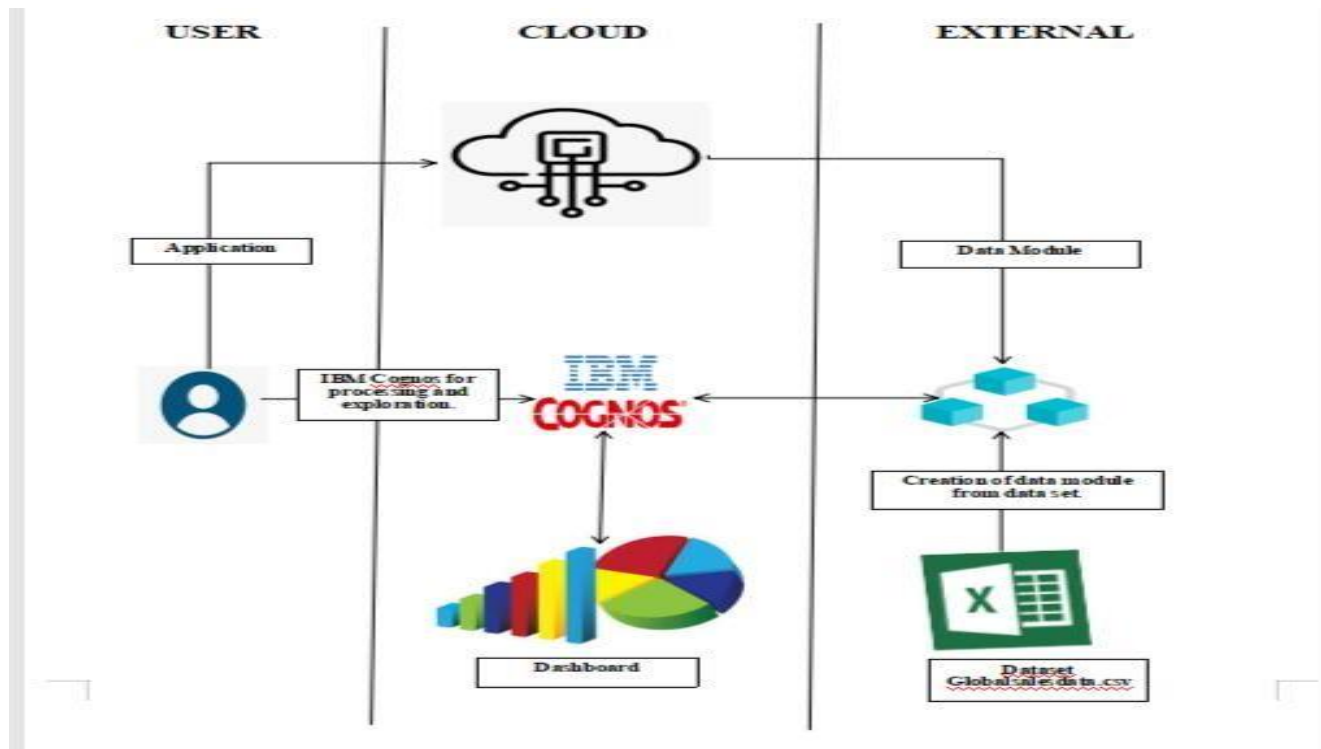 USER
CLOUD
EXTERNAL
Application
Data Module
IBM Cognos for
processing and
exploration.
IBM
COGNOS®
Creation of data module
from data set.
X
Dashboard
Dataset
Globalsalesdata.csv